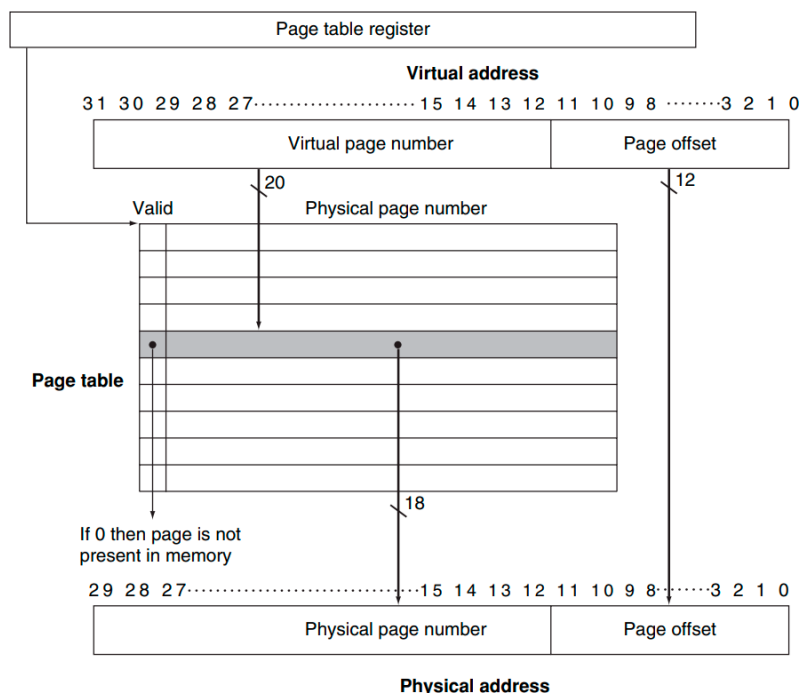 Page table register
Virtual address
31 30 29 28 27····················15 14 13 12 11 10 9 8 ········3 2 1 0
Virtual page number Page offset
20 12
Valid Physical page number
Page table
18
If 0 then page is not
present in memory
29 28 27·····························15 14 13 12 11 10 9 8········3 2 1 0
Physical page number Page offset
Physical address